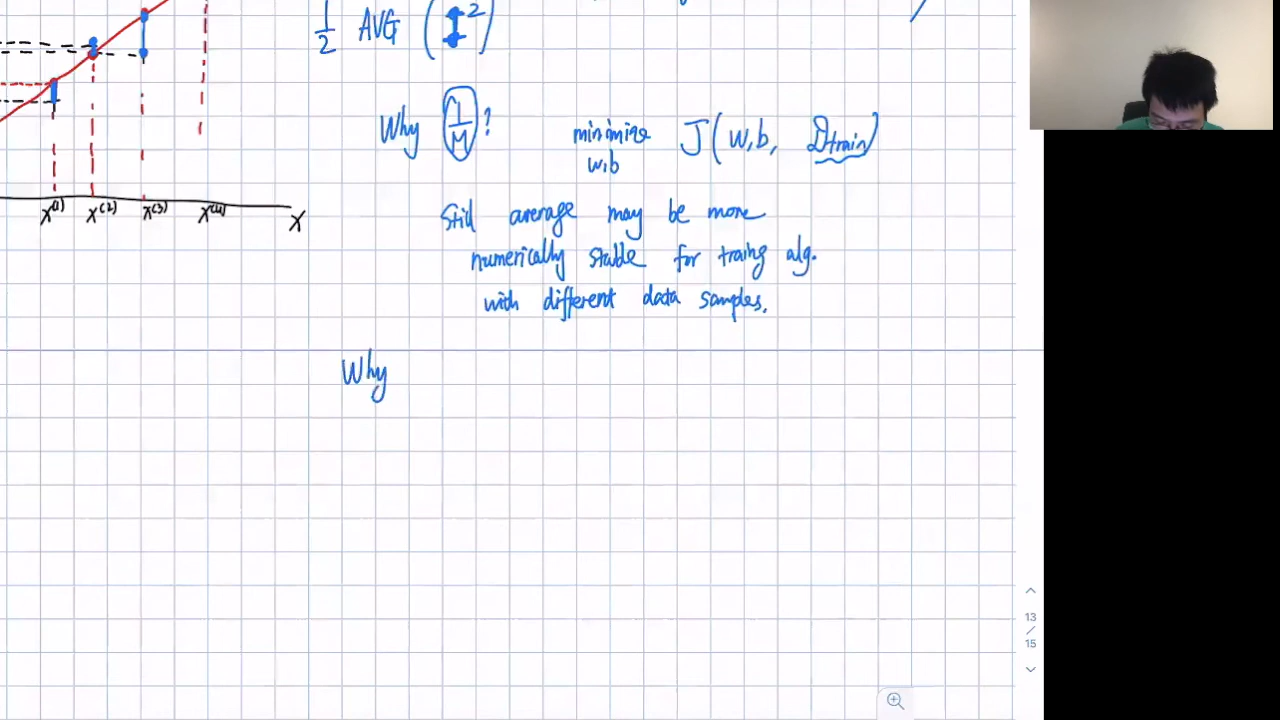 1/2 AVG ( 2)
Why 1/M ? minimize w,b J(w,b, Dtrain)
Still average may be more
numerically stable for traing alg.
with different data samples.
x(1) x(2) x(3) x(4) X
Why
13
/
15